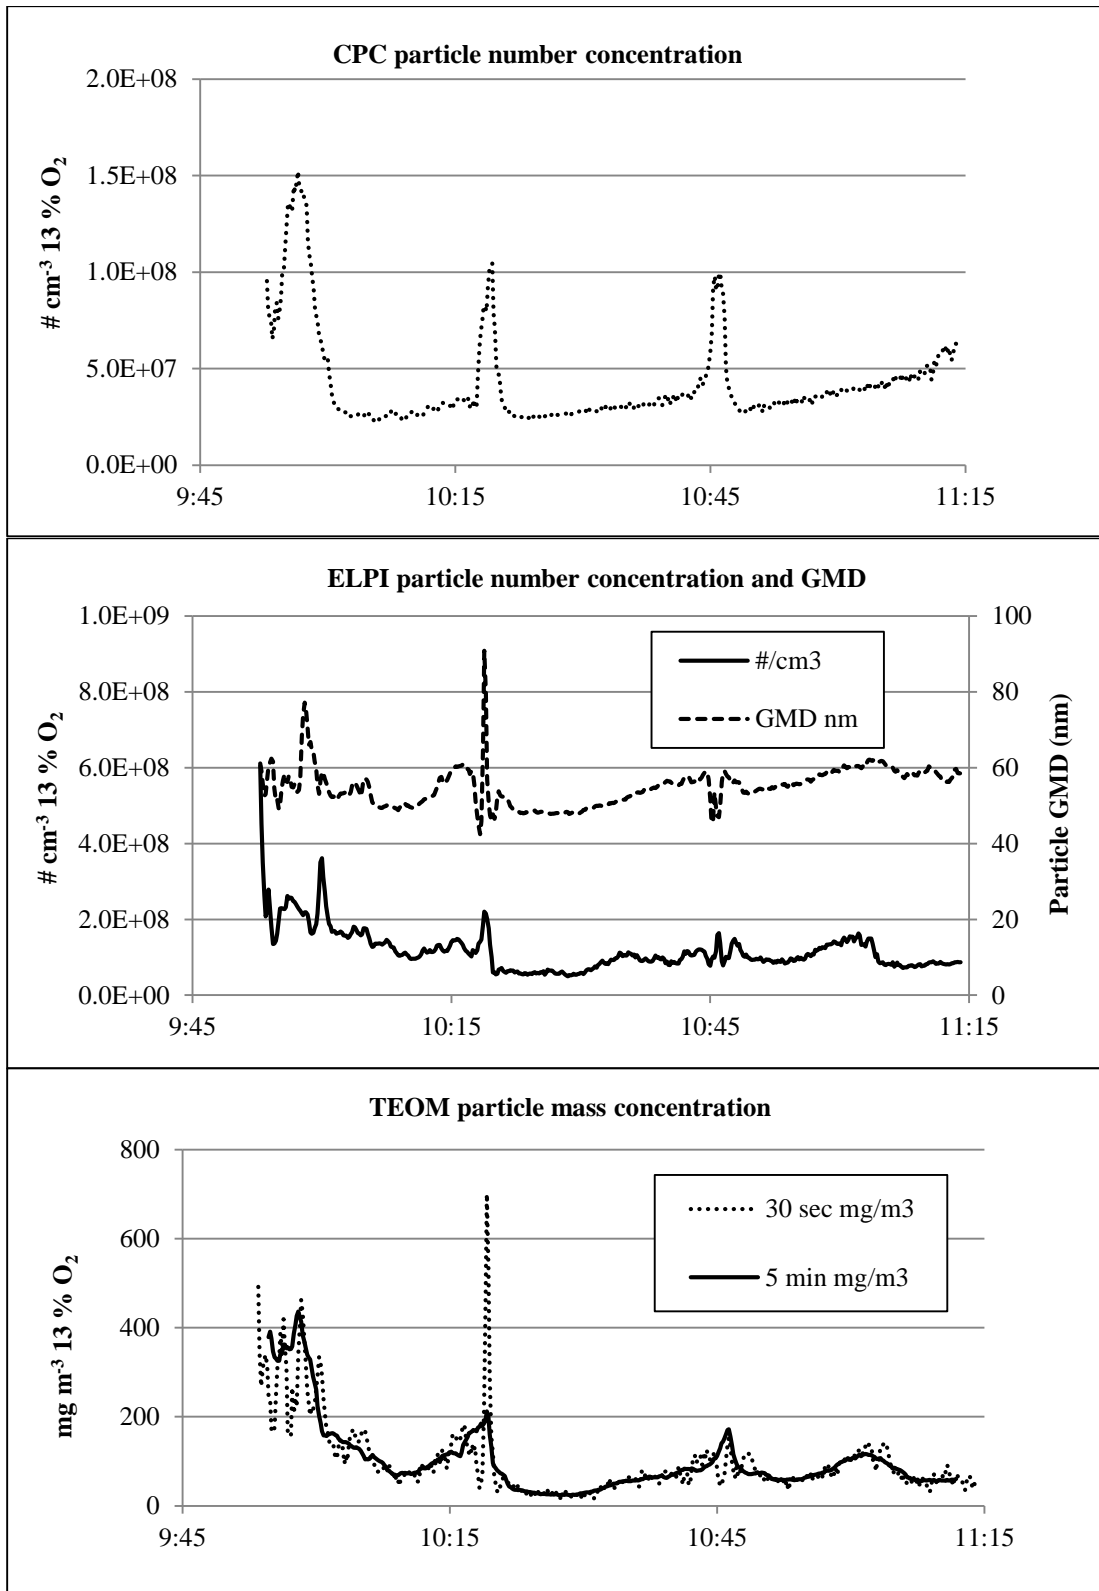 CPC particle number concentration
2.0E+08
1.5E+08
1.0E+08
5.0E+07
0.0E+00
# cm-3 13 % O2
9:45 10:15 10:45 11:15
ELPI particle number concentration and GMD
1.0E+09
8.0E+08
6.0E+08
4.0E+08
2.0E+08
0.0E+00
# cm-3 13 % O2
#/cm3
GMD nm
100
80
60
40
20
0
Particle GMD (nm)
9:45 10:15 10:45 11:15
TEOM particle mass concentration
800
600
400
200
0
mg m-3 13 % O2
30 sec mg/m3
5 min mg/m3
9:45 10:15 10:45 11:15